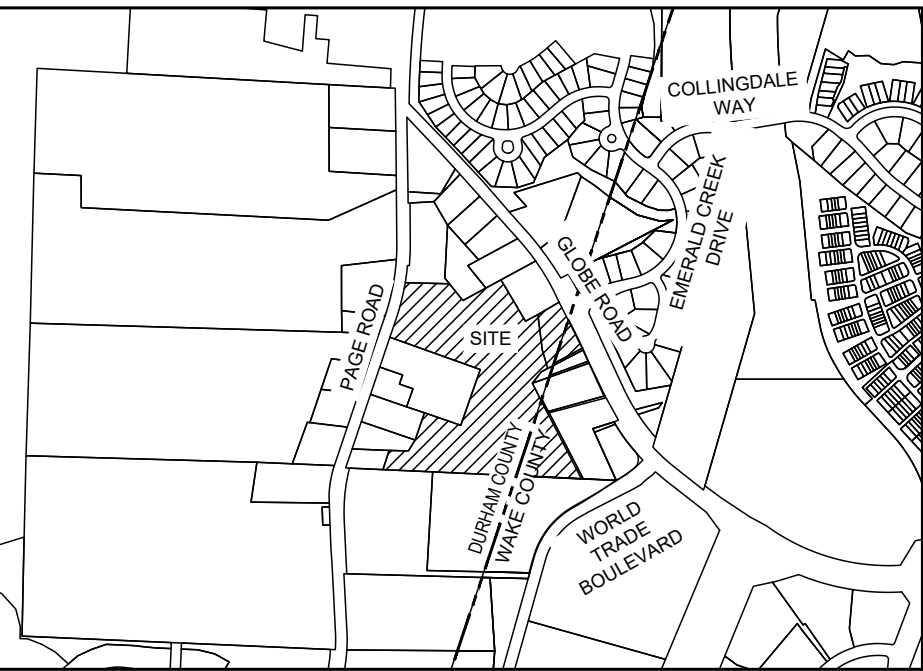 COLLINGDALE
WAY
EMERALD CREEK
DRIVE
GLOBE ROAD
PAGE ROAD
SITE
DURHAM COUNTY
WAKE COUNTY
WORLD
TRADE
BOULEVARD